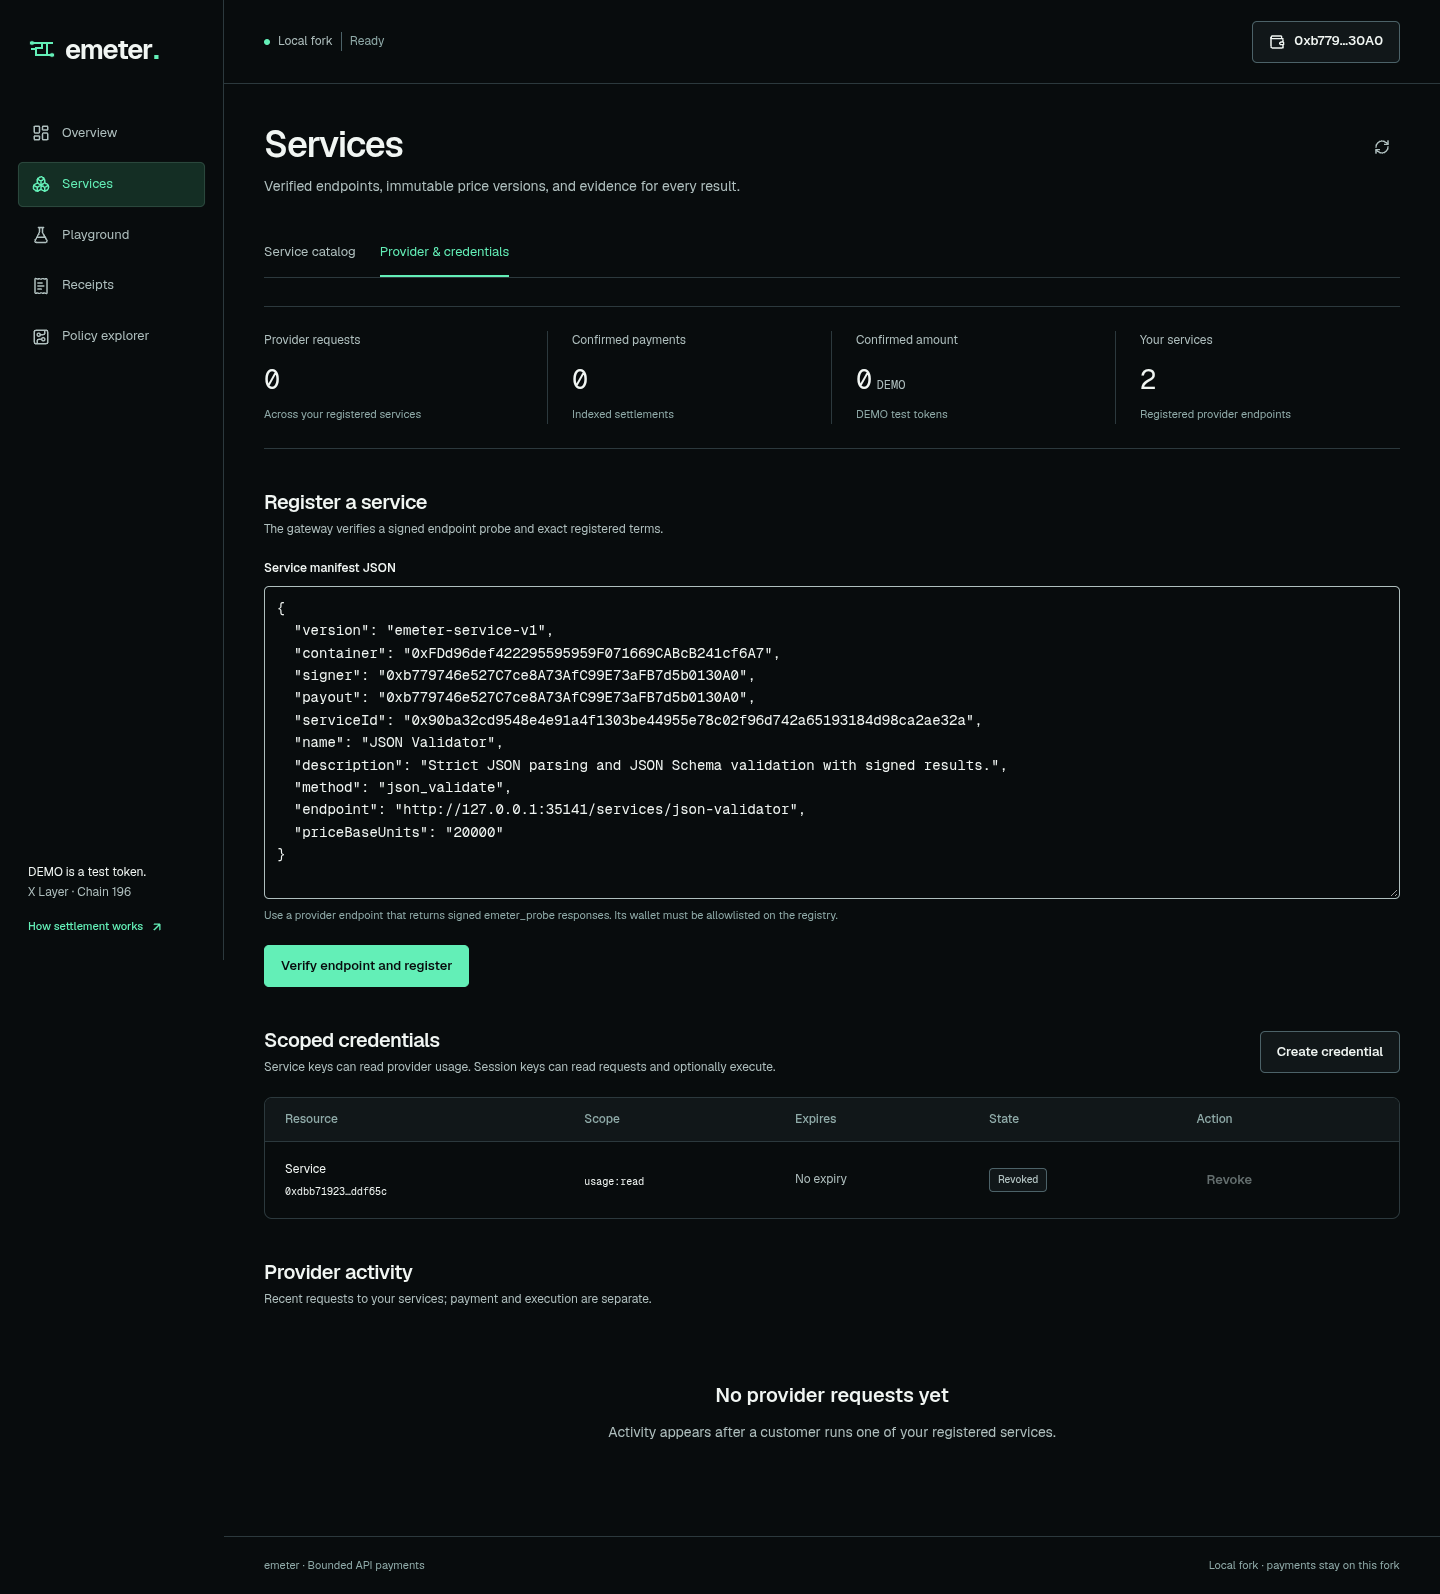 emeter.
Local fork
Ready
0xb779...30A0
Overview
Services
Playground
Receipts
Policy explorer
DEMO is a test token.
X Layer · Chain 196
How settlement works
Services
Verified endpoints, immutable price versions, and evidence for every result.
Service catalog
Provider & credentials
Provider requests
0
Across your registered services
Confirmed payments
0
Indexed settlements
Confirmed amount
0 DEMO
DEMO test tokens
Your services
2
Registered provider endpoints
Register a service
The gateway verifies a signed endpoint probe and exact registered terms.
Service manifest JSON
{
"version": "emeter-service-v1",
"container": "0xFDd96def422295595959F071669CABcB241cf6A7",
"signer": "0xb779746e527C7ce8A73AfC99E73aFB7d5b0130A0",
"payout": "0xb779746e527C7ce8A73AfC99E73aFB7d5b0130A0",
"serviceId": "0x90ba32cd9548e4e91a4f1303be44955e78c02f96d742a65193184d98ca2ae32a",
"name": "JSON Validator",
"description": "Strict JSON parsing and JSON Schema validation with signed results.",
"method": "json_validate",
"endpoint": "http://127.0.0.1:35141/services/json-validator",
"priceBaseUnits": "20000"
}
Use a provider endpoint that returns signed emeter_probe responses. Its wallet must be allowlisted on the registry.
Verify endpoint and register
Scoped credentials
Service keys can read provider usage. Session keys can read requests and optionally execute.
Create credential
Resource
Scope
Expires
State
Action
Service
0xdbb71923…ddf65c
usage:read
No expiry
Revoked
Revoke
Provider activity
Recent requests to your services; payment and execution are separate.
No provider requests yet
Activity appears after a customer runs one of your registered services.
emeter · Bounded API payments
Local fork · payments stay on this fork